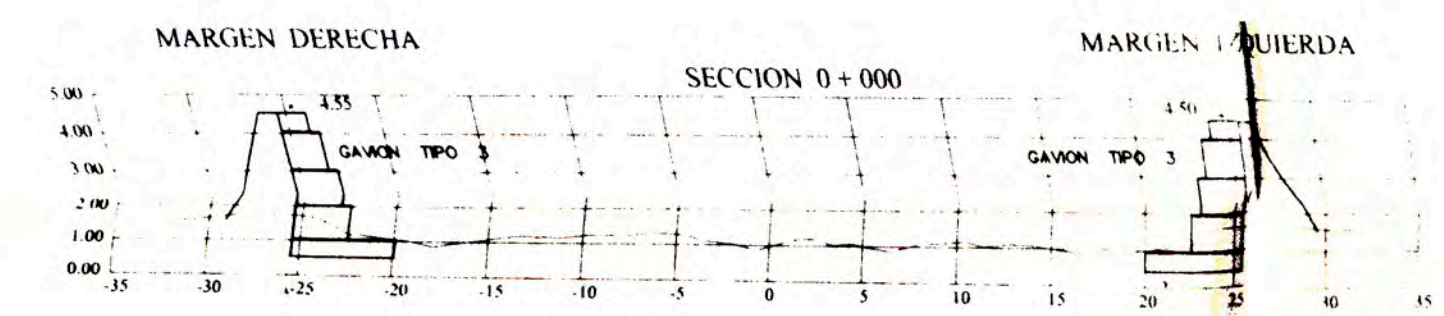 MARGEN DERECHA
MARGEN IZQUIERDA
SECCION 0 + 000
5.00
4.55
4.50
4.00
GAVION TIPO 3
GAVION TIPO 3
3.00
2.00
1.00
0.00
-35 -30 -25 -20 -15 -10 -5 0 5 10 15 20 25 30 35